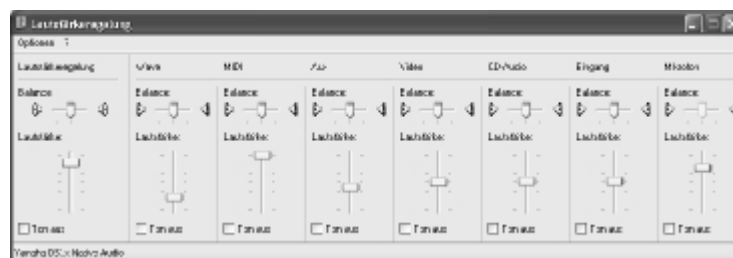 Lautstärkeregelung
Optionen ?
Lautstärkeregelung Wave MIDI Aux Video CD-Audio Eingang Mikrofon
Balance: Balance: Balance: Balance: Balance: Balance: Balance: Balance:
Lautstärke: Lautstärke: Lautstärke: Lautstärke: Lautstärke: Lautstärke: Lautstärke: Lautstärke:
Ton aus Ton aus Ton aus Ton aus Ton aus Ton aus Ton aus Ton aus
Yamaha DS1x Native Audio